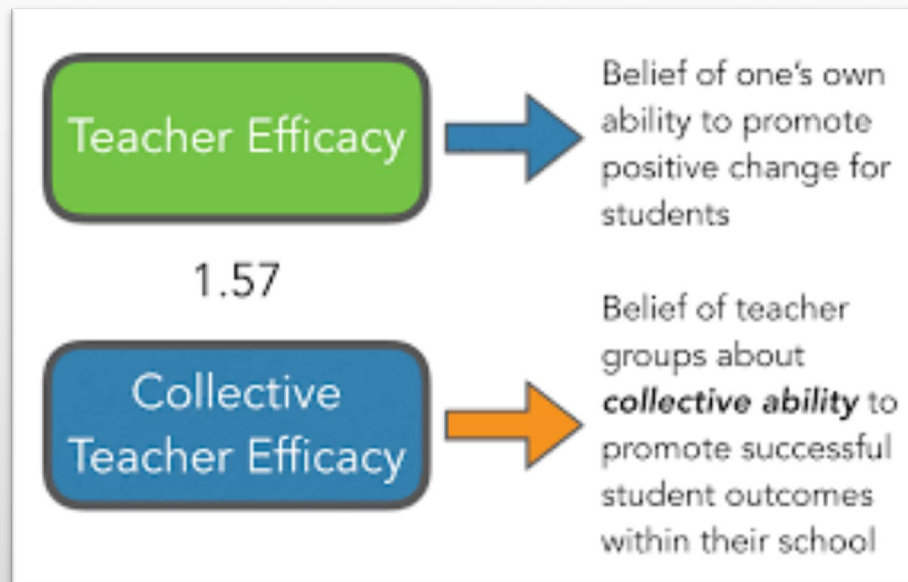 Teacher Efficacy
Belief of one's own
ability to promote
positive change for
students
1.57
Collective
Teacher Efficacy
Belief of teacher
groups about
collective ability to
promote successful
student outcomes
within their school